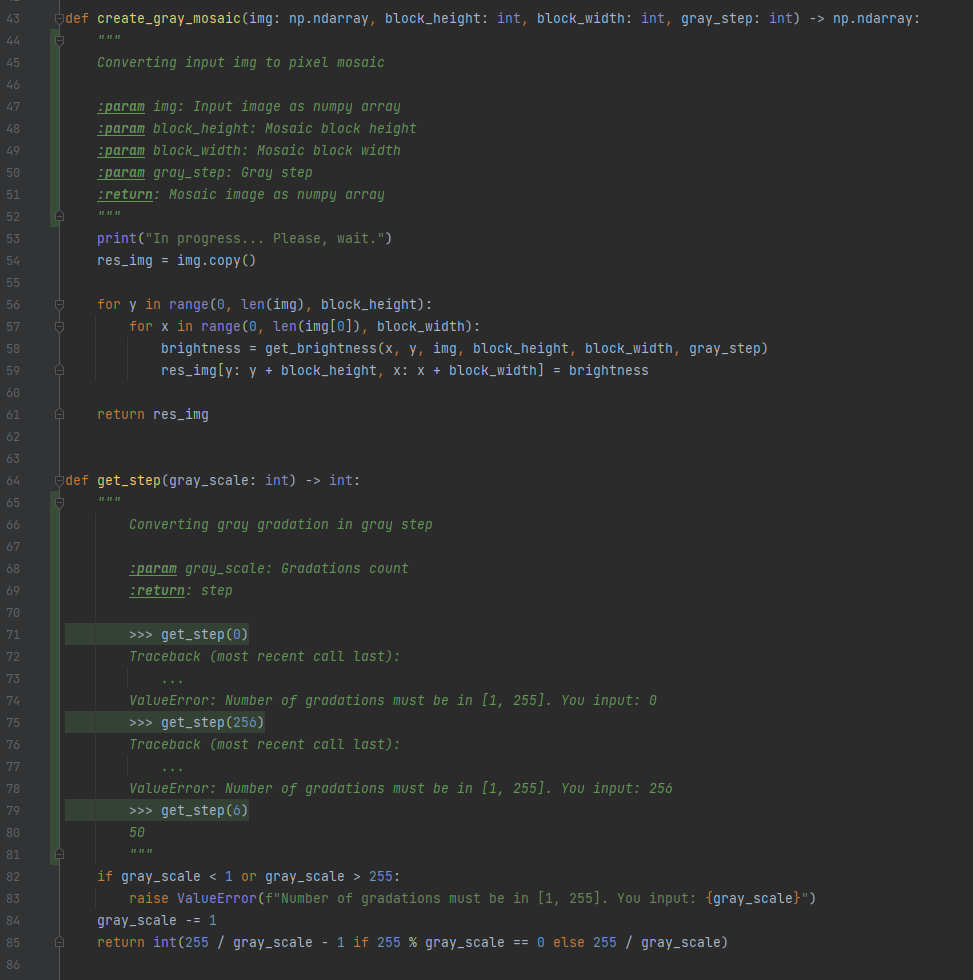 43 def create_gray_mosaic(img: np.ndarray, block_height: int, block_width: int, gray_step: int) -> np.ndarray:
44     """
45     Converting input img to pixel mosaic
46
47     :param img: Input image as numpy array
48     :param block_height: Mosaic block height
49     :param block_width: Mosaic block width
50     :param gray_step: Gray step
51     :return: Mosaic image as numpy array
52     """
53     print("In progress... Please, wait.")
54     res_img = img.copy()
55
56     for y in range(0, len(img), block_height):
57         for x in range(0, len(img[0]), block_width):
58             brightness = get_brightness(x, y, img, block_height, block_width, gray_step)
59             res_img[y: y + block_height, x: x + block_width] = brightness
60
61     return res_img
62
63
64 def get_step(gray_scale: int) -> int:
65     """
66         Converting gray gradation in gray step
67
68         :param gray_scale: Gradations count
69         :return: step
70
71         >>> get_step(0)
72         Traceback (most recent call last):
73             ...
74         ValueError: Number of gradations must be in [1, 255]. You input: 0
75         >>> get_step(256)
76         Traceback (most recent call last):
77             ...
78         ValueError: Number of gradations must be in [1, 255]. You input: 256
79         >>> get_step(6)
80         50
81         """
82     if gray_scale < 1 or gray_scale > 255:
83         raise ValueError(f"Number of gradations must be in [1, 255]. You input: {gray_scale}")
84     gray_scale -= 1
85     return int(255 / gray_scale - 1 if 255 % gray_scale == 0 else 255 / gray_scale)
86